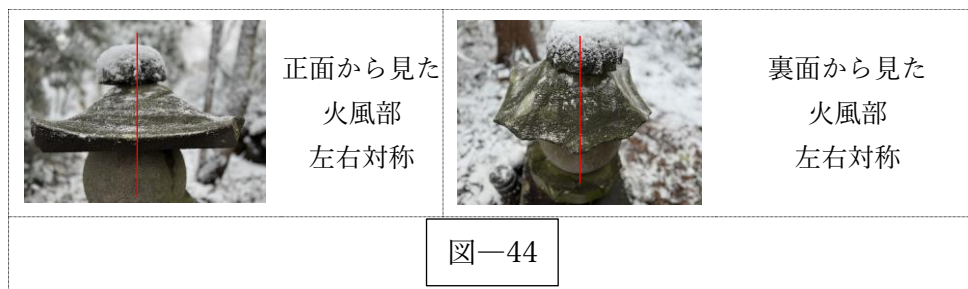 正面から見た
火風部
左右対称
裏面から見た
火風部
左右対称
図―44